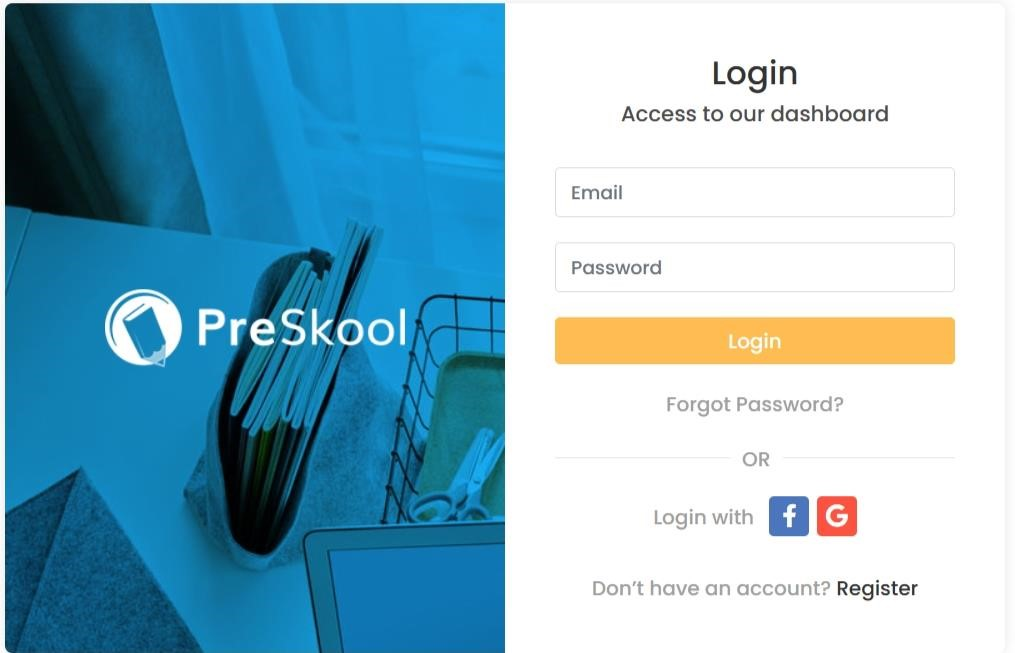 PreSkool
Login
Access to our dashboard
Email
Password
Login
Forgot Password?
OR
Login with
Don’t have an account? Register